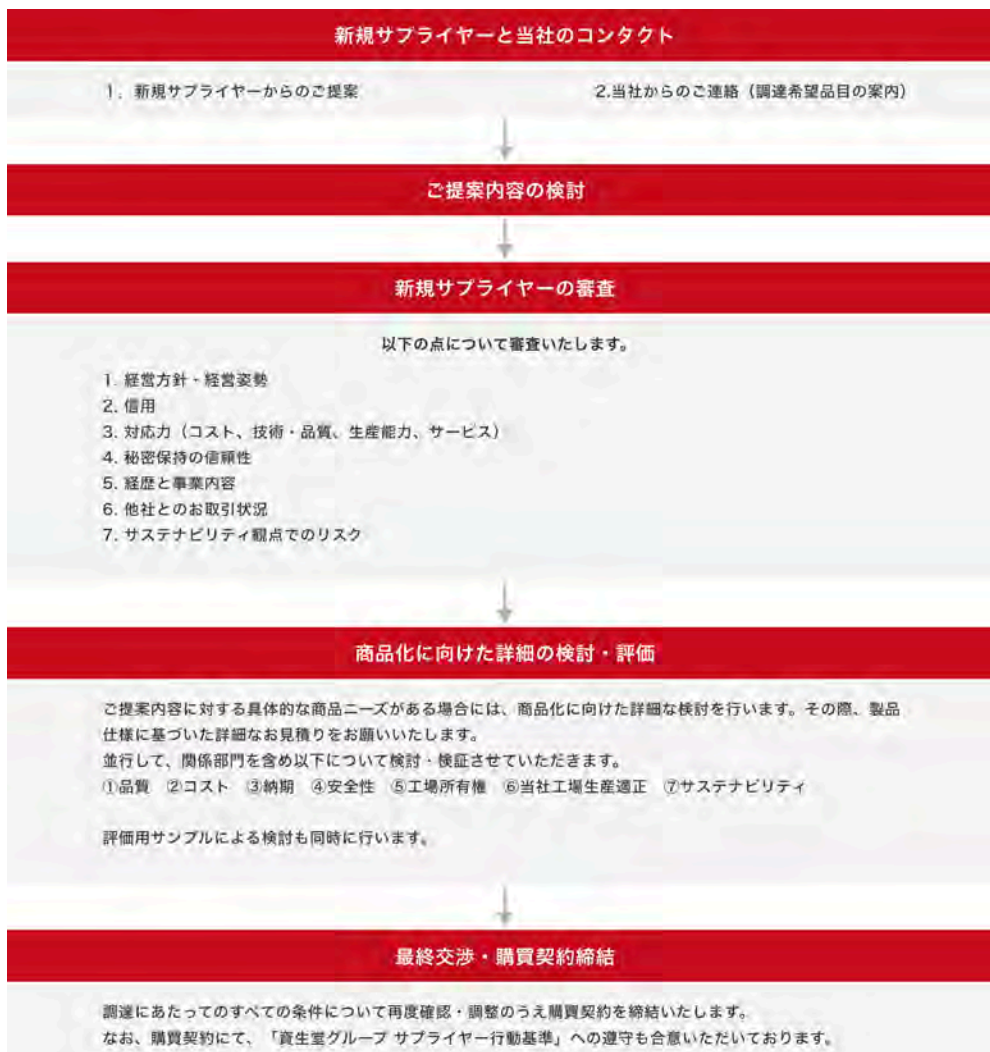 新規サプライヤーと当社のコンタクト
1. 新規サプライヤーからのご提案
2.当社からのご連絡（調達希望品目の案内）
ご提案内容の検討
新規サプライヤーの審査
以下の点について審査いたします。
1. 経営方針・経営姿勢
2. 信用
3. 対応力（コスト、技術・品質、生産能力、サービス）
4. 秘密保持の信頼性
5. 経歴と事業内容
6. 他社とのお取引状況
7. サステナビリティ観点でのリスク
商品化に向けた詳細の検討・評価
ご提案内容に対する具体的な商品ニーズがある場合には、商品化に向けた詳細な検討を行います。その際、製品
仕様に基づいた詳細なお見積りをお願いいたします。
並行して、関係部門を含め以下について検討・検証させていただきます。
①品質 ②コスト ③納期 ④安全性 ⑤工場所有権 ⑥当社工場生産適正 ⑦サステナビリティ
評価用サンプルによる検討も同時に行います。
最終交渉・購買契約締結
調達にあたってのすべての条件について再度確認・調整のうえ購買契約を締結いたします。
なお、購買契約にて、「資生堂グループ サプライヤー行動基準」への遵守も合意いただいております。